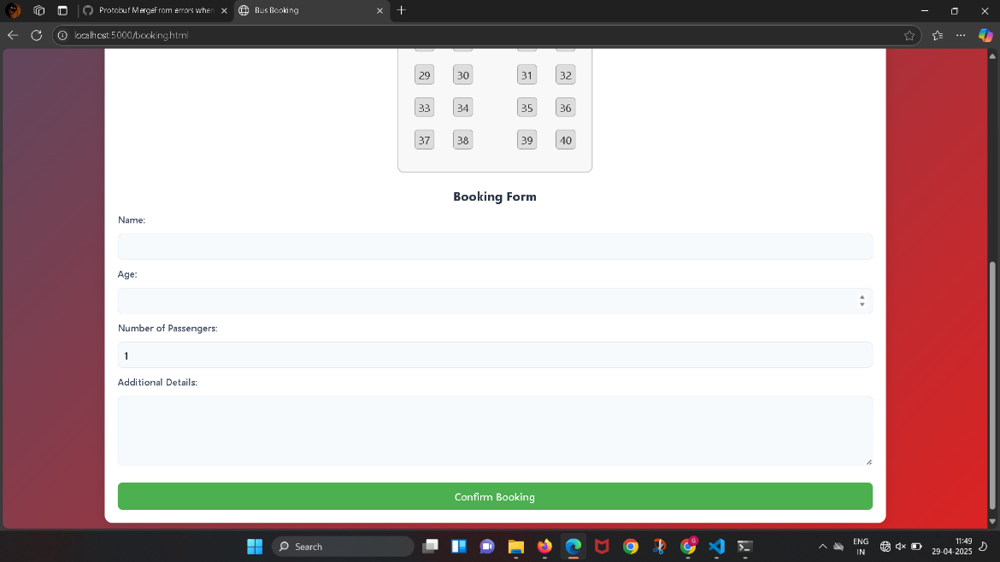 Protobuf MergeFrom errors when
Bus Booking
localhost:5000/booking.html
29 30 31 32
33 34 35 36
37 38 39 40
Booking Form
Name:
Age:
Number of Passengers:
1
Additional Details:
Confirm Booking
Search
6
ENG
IN
11:49
29-04-2025